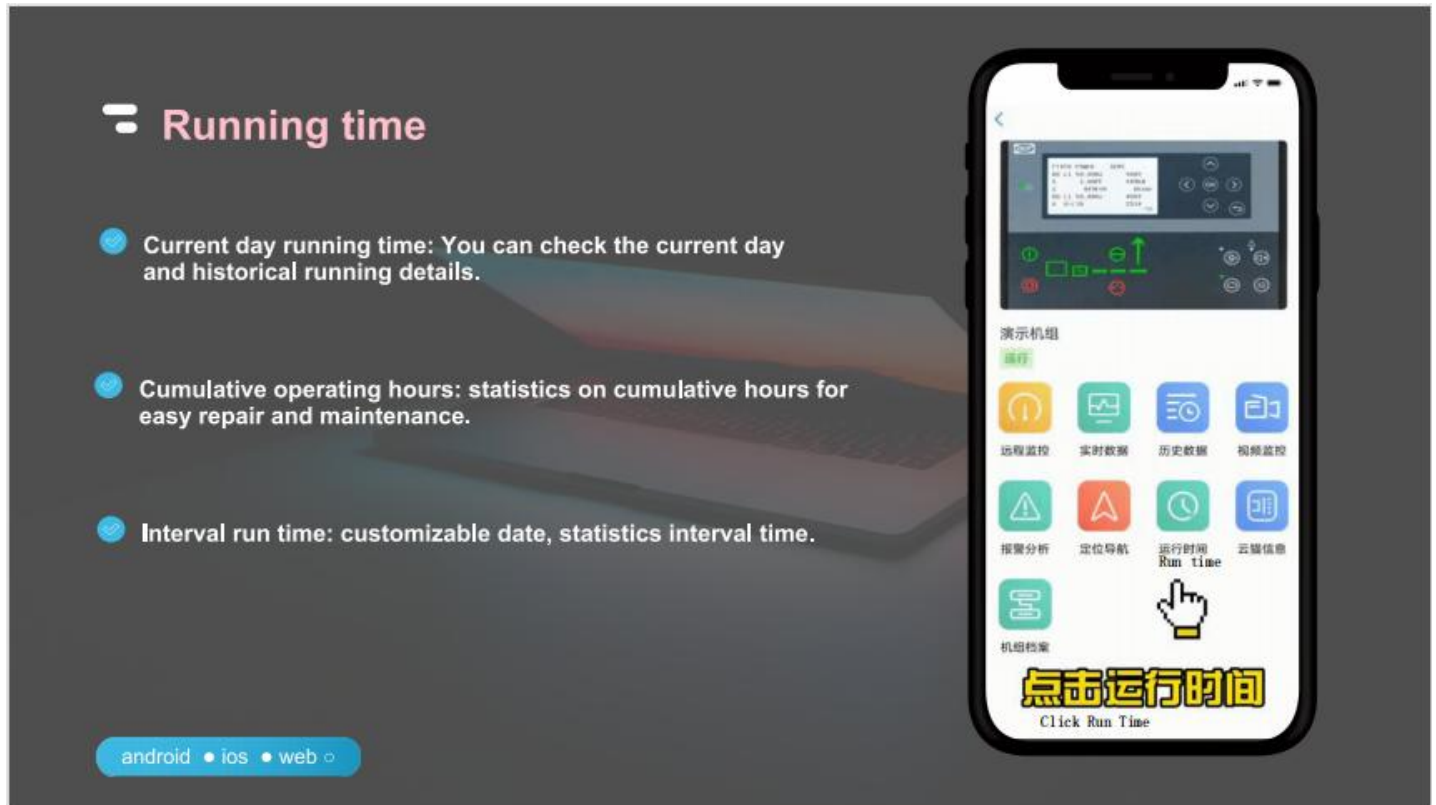 Running time
Current day running time: You can check the current day
and historical running details.
Cumulative operating hours: statistics on cumulative hours for
easy repair and maintenance.
Interval run time: customizable date, statistics interval time.
android ● ios ● web ○
演示机组
运行
远程监控 实时数据 历史数据 视频监控
报警分析 定位导航 运行时间 云猫信息
Run time
机组档案
点击运行时间
Click Run Time